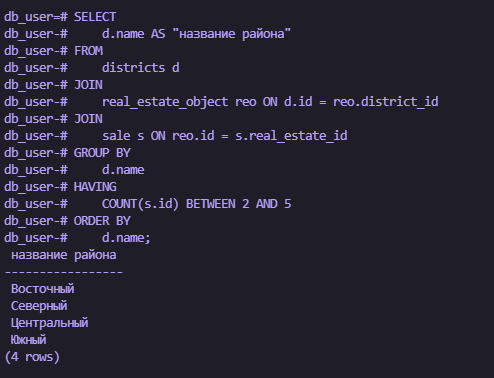 db_user=# SELECT
db_user-#     d.name AS "название района"
db_user-# FROM
db_user-#     districts d
db_user-# JOIN
db_user-#     real_estate_object reo ON d.id = reo.district_id
db_user-# JOIN
db_user-#     sale s ON reo.id = s.real_estate_id
db_user-# GROUP BY
db_user-#     d.name
db_user-# HAVING
db_user-#     COUNT(s.id) BETWEEN 2 AND 5
db_user-# ORDER BY
db_user-#     d.name;
 название района
-----------------
 Восточный
 Северный
 Центральный
 Южный
(4 rows)